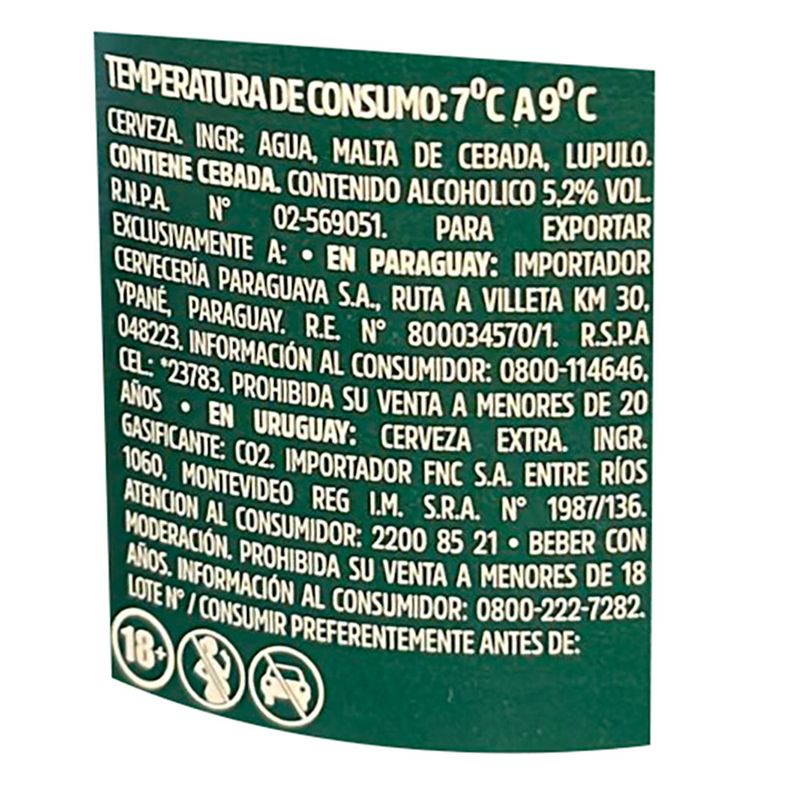 TEMPERATURA DE CONSUMO: 7°C A 9°C
CERVEZA. INGR: AGUA, MALTA DE CEBADA, LUPULO.
CONTIENE CEBADA. CONTENIDO ALCOHOLICO 5,2% VOL.
R.N.P.A. N° 02-569051. PARA EXPORTAR
EXCLUSIVAMENTE A: • EN PARAGUAY: IMPORTADOR
CERVECERÍA PARAGUAYA S.A., RUTA A VILLETA KM 30,
YPANÉ, PARAGUAY. R.E. N° 800034570/1. R.S.P.A
048223. INFORMACIÓN AL CONSUMIDOR: 0800-114646,
CEL.: *23783. PROHIBIDA SU VENTA A MENORES DE 20
AÑOS • EN URUGUAY: CERVEZA EXTRA. INGR.
GASIFICANTE: CO2. IMPORTADOR FNC S.A. ENTRE RÍOS
1060, MONTEVIDEO REG I.M. S.R.A. N° 1987/136.
ATENCION AL CONSUMIDOR: 2200 85 21 • BEBER CON
MODERACIÓN. PROHIBIDA SU VENTA A MENORES DE 18
AÑOS. INFORMACIÓN AL CONSUMIDOR: 0800-222-7282.
LOTE N° / CONSUMIR PREFERENTEMENTE ANTES DE:
18+